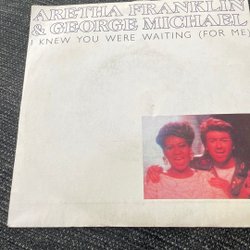 ARETHA FRANKLIN
& GEORGE MICHAEL
I KNEW YOU WERE WAITING (FOR ME)